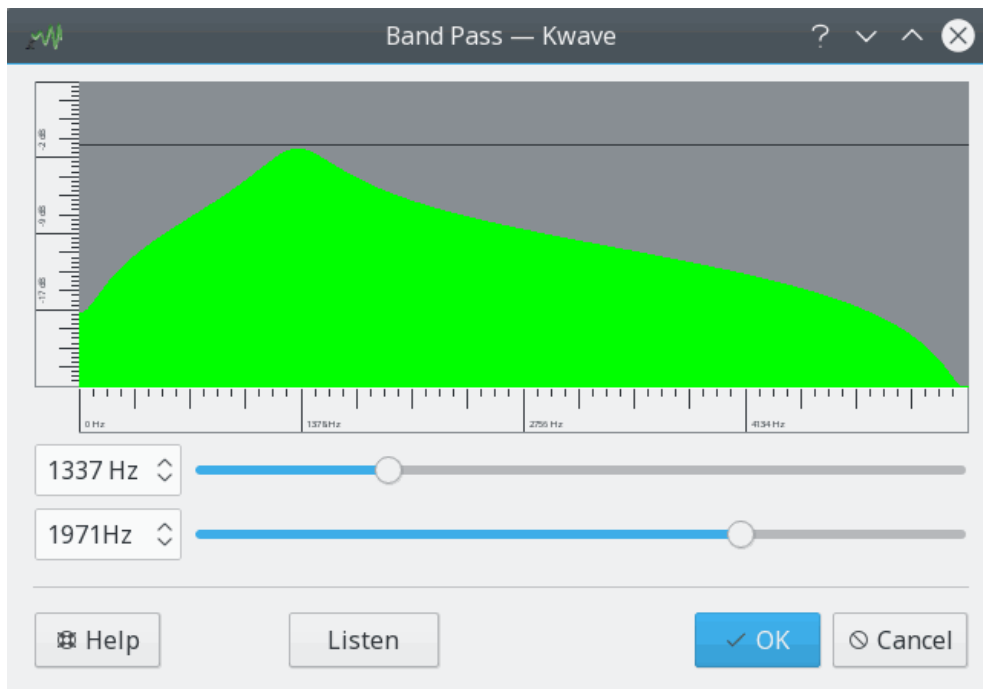 Band Pass — Kwave
-2 dB
-9 dB
-17 dB
0 Hz
1378Hz
2756 Hz
4134 Hz
1337 Hz
1971Hz
Help
Listen
OK
Cancel